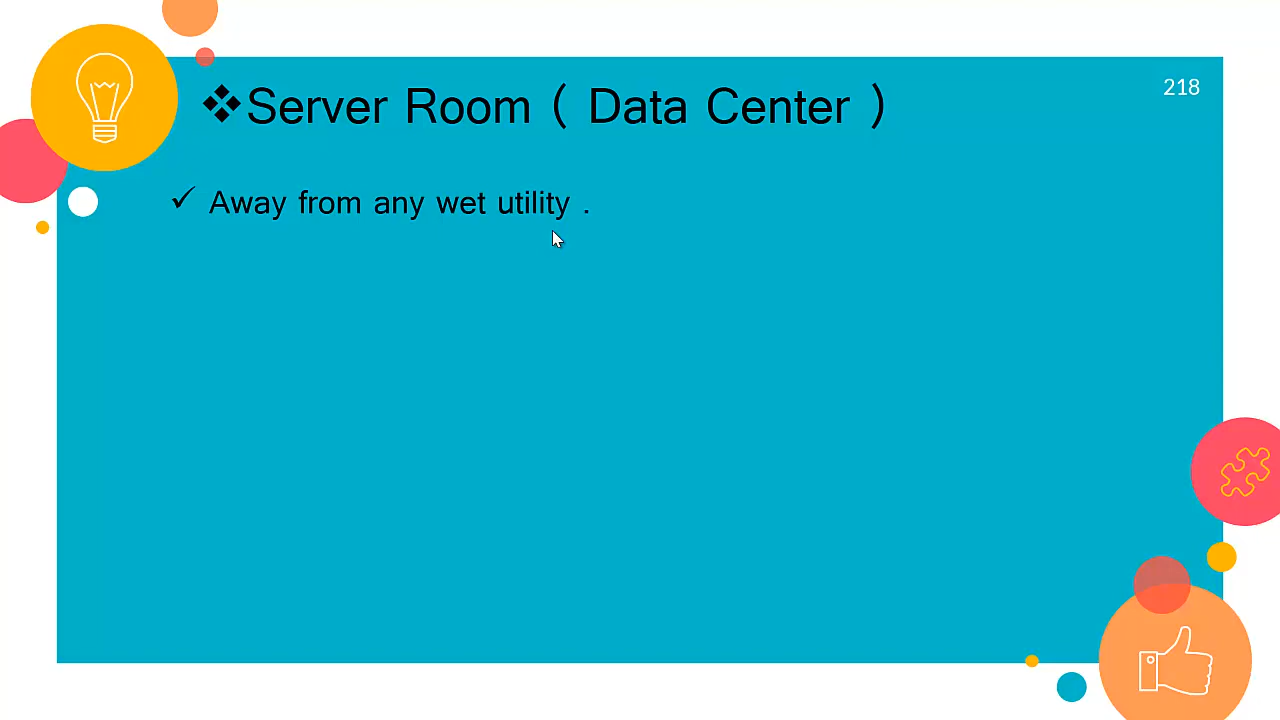 218
❖Server Room ( Data Center )
✓ Away from any wet utility .